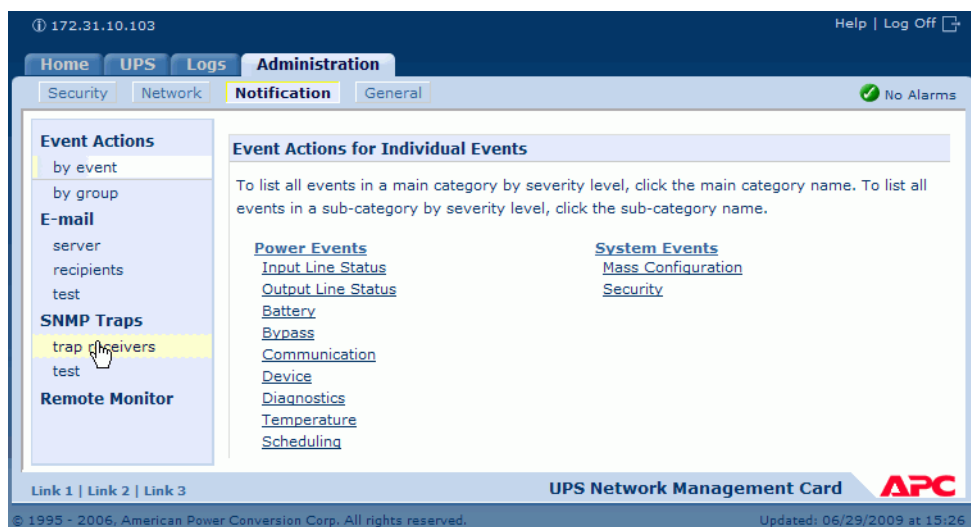 172.31.10.103
Help | Log Off
Home UPS Logs Administration
Security Network Notification General
No Alarms
Event Actions
by event
by group
E-mail
server
recipients
test
SNMP Traps
trap receivers
test
Remote Monitor
Event Actions for Individual Events
To list all events in a main category by severity level, click the main category name. To list all
events in a sub-category by severity level, click the sub-category name.
Power Events
Input Line Status
Output Line Status
Battery
Bypass
Communication
Device
Diagnostics
Temperature
Scheduling
System Events
Mass Configuration
Security
Link 1 | Link 2 | Link 3
UPS Network Management Card
APC
© 1995 - 2006, American Power Conversion Corp. All rights reserved.
Updated: 06/29/2009 at 15:26